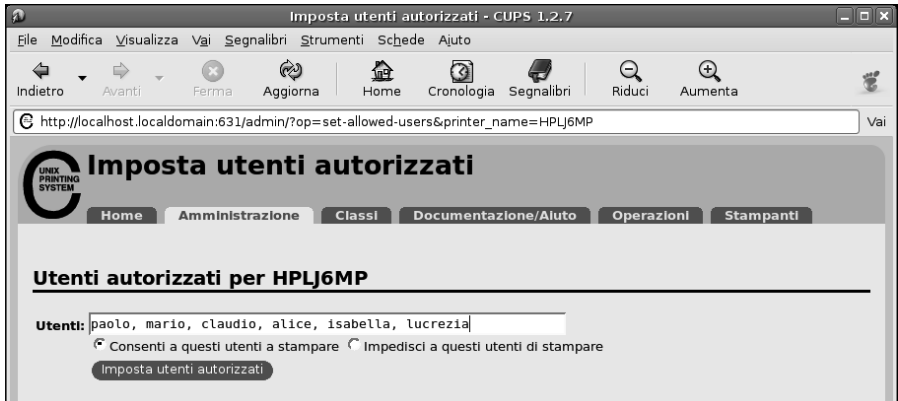 Imposta utenti autorizzati - CUPS 1.2.7
File Modifica Visualizza Vai Segnalibri Strumenti Schede Aiuto
Indietro Avanti Ferma Aggiorna Home Cronologia Segnalibri Riduci Aumenta
http://localhost.localdomain:631/admin/?op=set-allowed-users&printer_name=HPLJ6MP Vai
UNIX PRINTING SYSTEM
Imposta utenti autorizzati
Home Amministrazione Classi Documentazione/Aiuto Operazioni Stampanti
Utenti autorizzati per HPLJ6MP
Utenti: paolo, mario, claudio, alice, isabella, lucrezia
Consenti a questi utenti a stampare Impedisci a questi utenti di stampare
Imposta utenti autorizzati